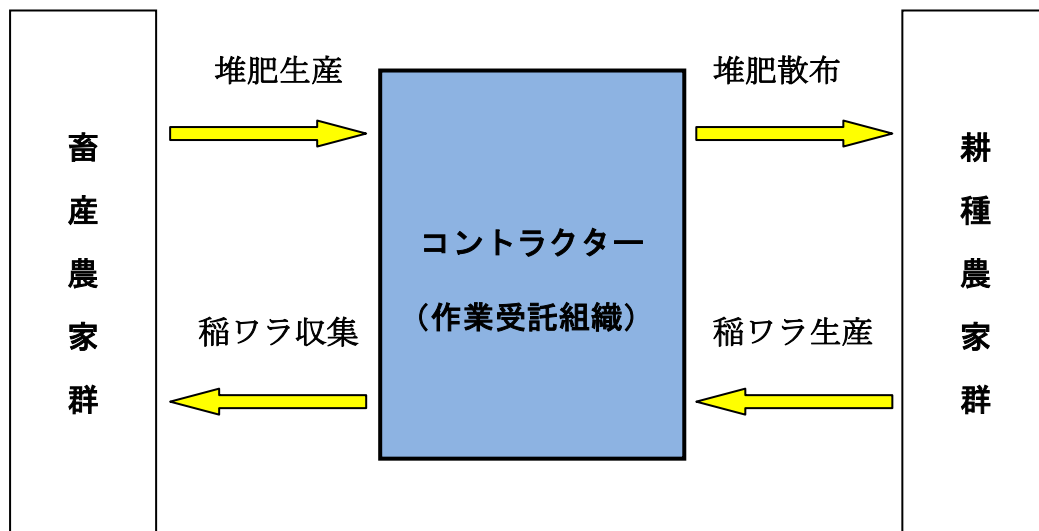 堆肥生産
堆肥散布
畜産農家群
コントラクター
（作業受託組織）
耕種農家群
稲ワラ収集
稲ワラ生産